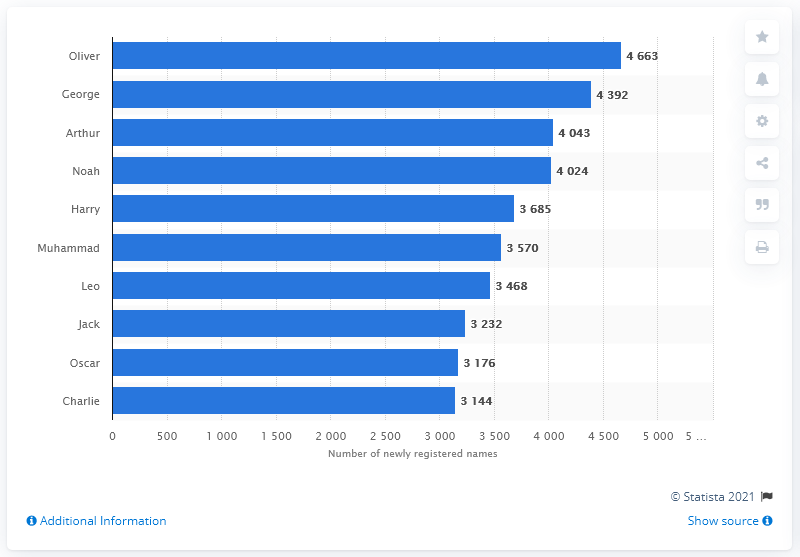 Oliver 4 663
George 4 392
Arthur 4 043
Noah 4 024
Harry 3 685
Muhammad 3 570
Leo 3 468
Jack 3 232
Oscar 3 176
Charlie 3 144
0 500 1 000 1 500 2 000 2 500 3 000 3 500 4 000 4 500 5 000 5 ...
Number of newly registered names
© Statista 2021
Additional Information Show source